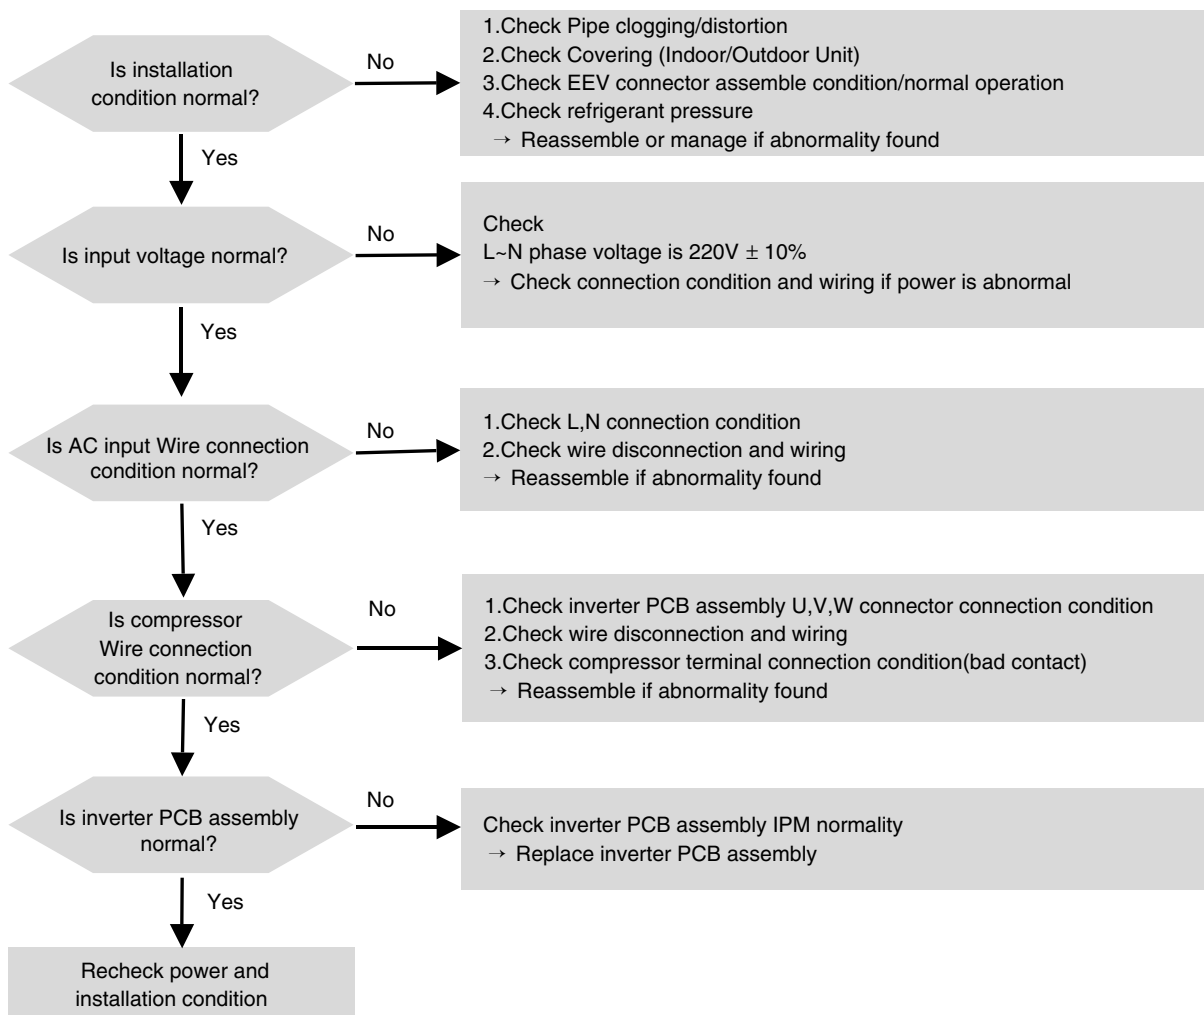 Is installation
condition normal?
No
1.Check Pipe clogging/distortion
2.Check Covering (Indoor/Outdoor Unit)
3.Check EEV connector assemble condition/normal operation
4.Check refrigerant pressure
→ Reassemble or manage if abnormality found
Yes
Is input voltage normal?
No
Check
L~N phase voltage is 220V ± 10%
→ Check connection condition and wiring if power is abnormal
Yes
Is AC input Wire connection
condition normal?
No
1.Check L,N connection condition
2.Check wire disconnection and wiring
→ Reassemble if abnormality found
Yes
Is compressor
Wire connection
condition normal?
No
1.Check inverter PCB assembly U,V,W connector connection condition
2.Check wire disconnection and wiring
3.Check compressor terminal connection condition(bad contact)
→ Reassemble if abnormality found
Yes
Is inverter PCB assembly
normal?
No
Check inverter PCB assembly IPM normality
→ Replace inverter PCB assembly
Yes
Recheck power and
installation condition